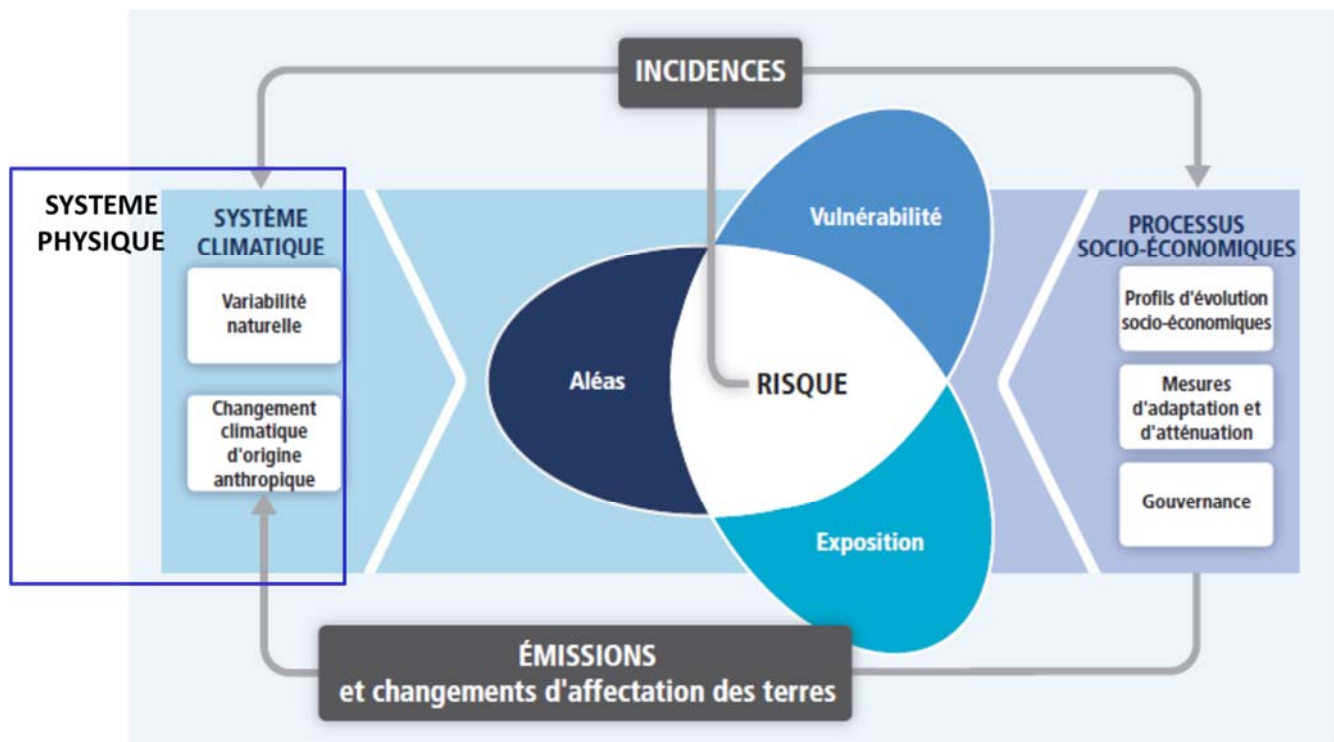 INCIDENCES
SYSTEME
PHYSIQUE
SYSTÈME
CLIMATIQUE
Variabilité
naturelle
Changement
climatique
d'origine
anthropique
Vulnérabilité
Aléas
RISQUE
Exposition
PROCESSUS
SOCIO-ÉCONOMIQUES
Profils d'évolution
socio-économiques
Mesures
d'adaptation et
d'atténuation
Gouvernance
ÉMISSIONS
et changements d'affectation des terres